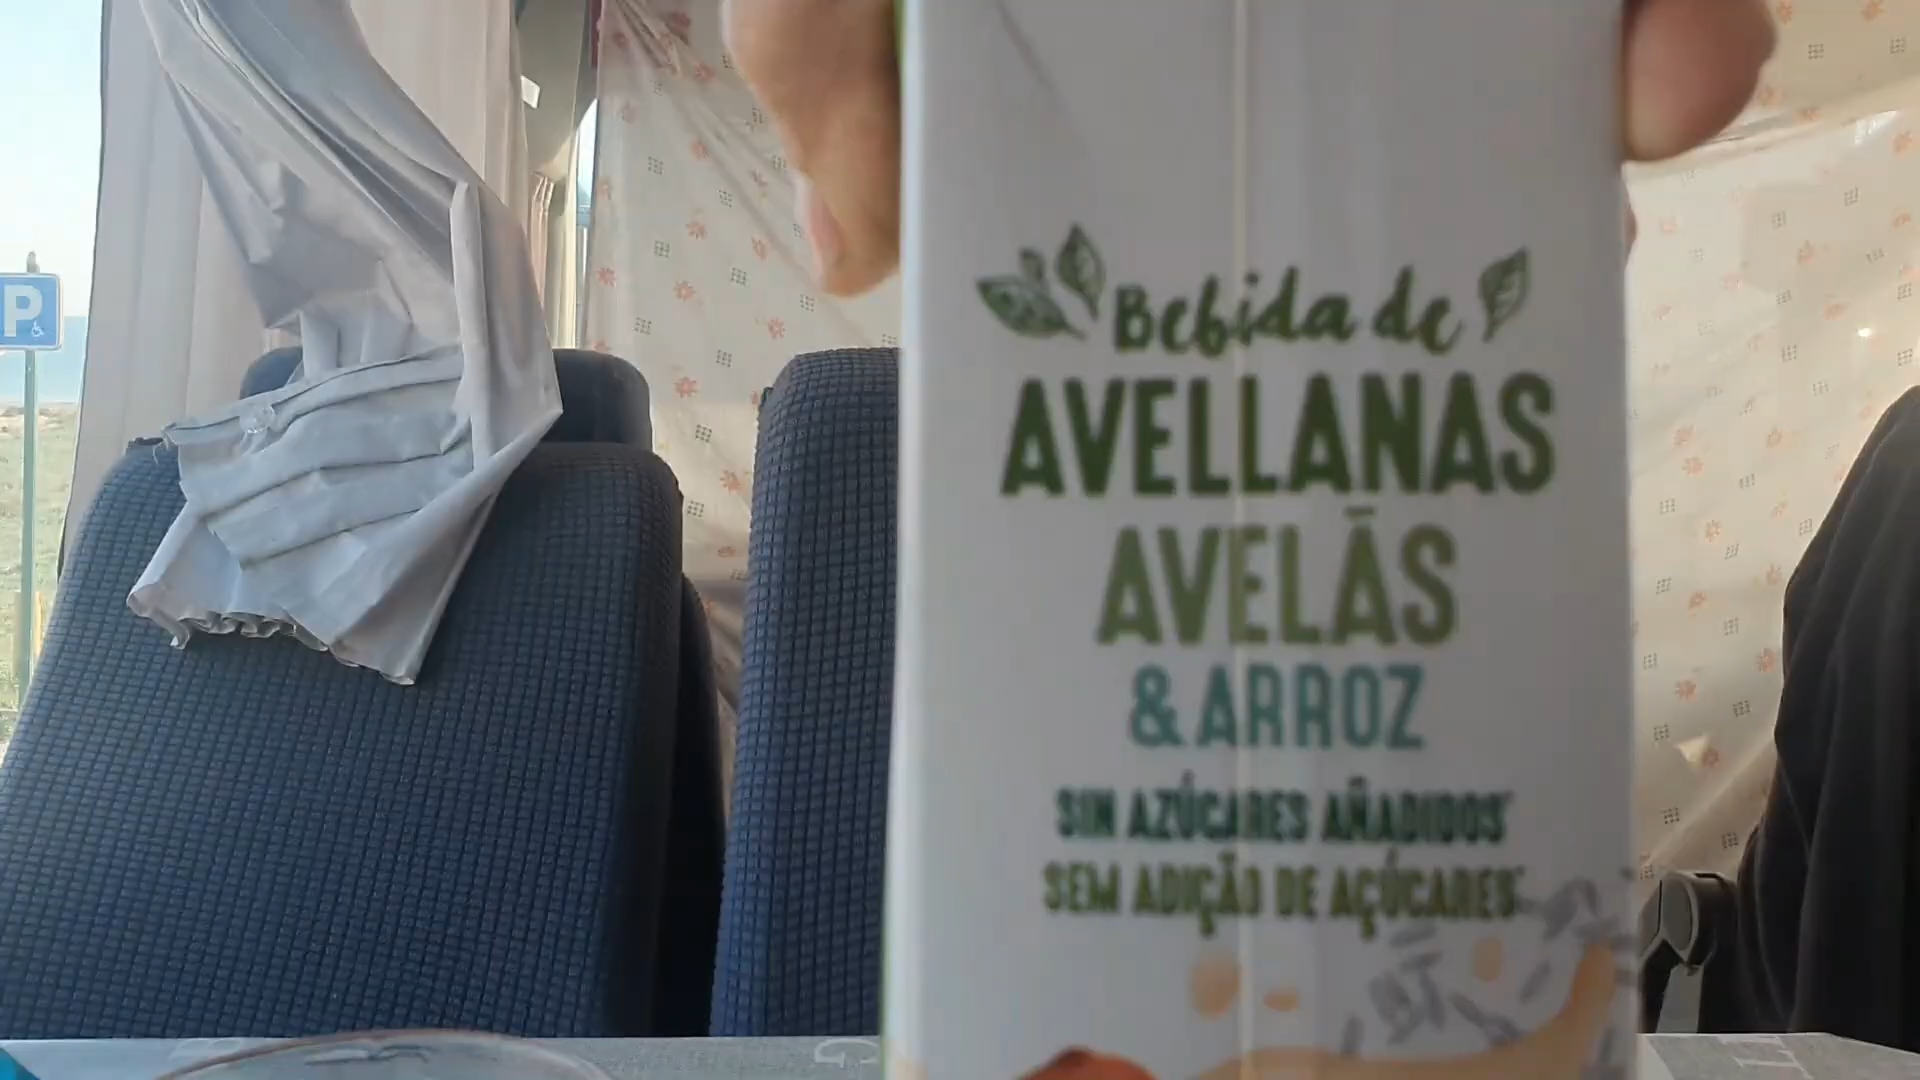 P
Bebida de
AVELLANAS
AVELÃS
& ARROZ
SIN AZÚCARES AÑADIDOS*
SEM ADIÇÃO DE AÇÚCARES*